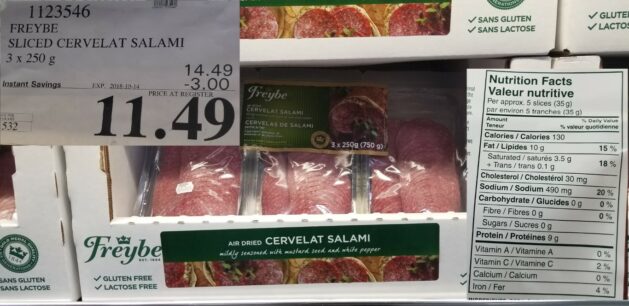 1123546
FREYBE
SLICED CERVELAT SALAMI
3 x 250 g
14.49
Instant Savings EXP. 2018-10-14 -3.00
PRICE AT REGISTER
11.49
532
SANS GLUTEN
SANS LACTOSE
GLUTEN
LACTOS
Freybe
CERVELAT SALAMI
CERVELAS DE SALAMI
3 x 250g (750 g)
Nutrition Facts
Valeur nutritive
Per approx. 5 slices (35 g)
par environ 5 tranches (35 g)
Amount % Daily Value
Teneur % valeur quotidienne
Calories / Calories 130
Fat / Lipides 10 g 15 %
Saturated / saturés 3.5 g
+ Trans / trans 0.1 g 18 %
Cholesterol / Cholestérol 30 mg
Sodium / Sodium 490 mg 20 %
Carbohydrate / Glucides 0 g 0 %
Fibre / Fibres 0 g 0 %
Sugars / Sucres 0 g
Protein / Protéines 9 g
Vitamin A / Vitamine A 0 %
Vitamin C / Vitamine C 2 %
Calcium / Calcium 0 %
Iron / Fer 4 %
SANS GLUTEN
SANS LACTOSE
Freybe
EST. 1844
GLUTEN FREE
LACTOSE FREE
AIR DRIED CERVELAT SALAMI
mildly seasoned with mustard seed and white pepper